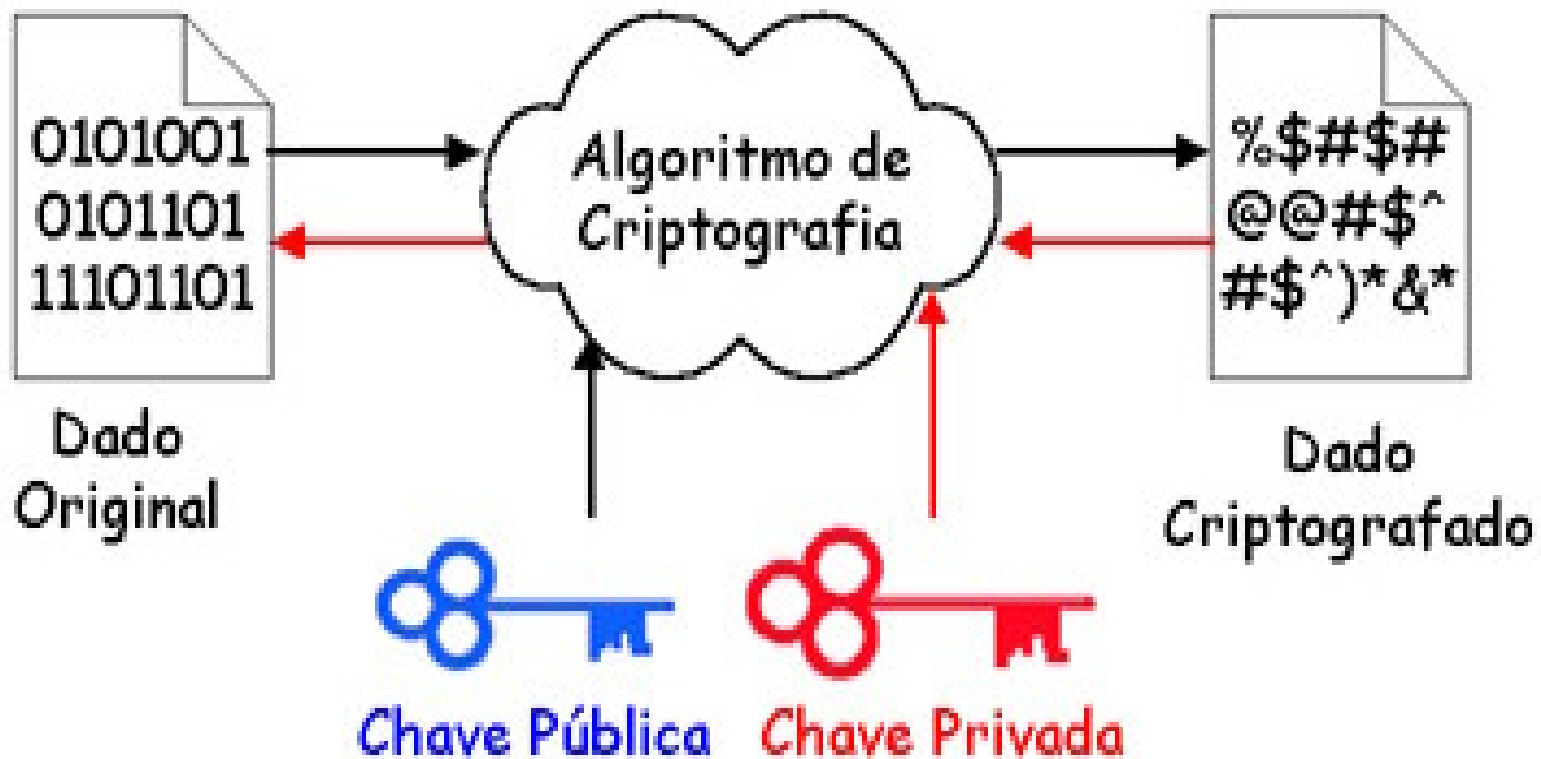 0101001
0101101
11101101
Dado
Original
Algoritmo de
Criptografia
%$#$#
@@#$^
#$^)*&*
Dado
Criptografado
Chave Pública
Chave Privada